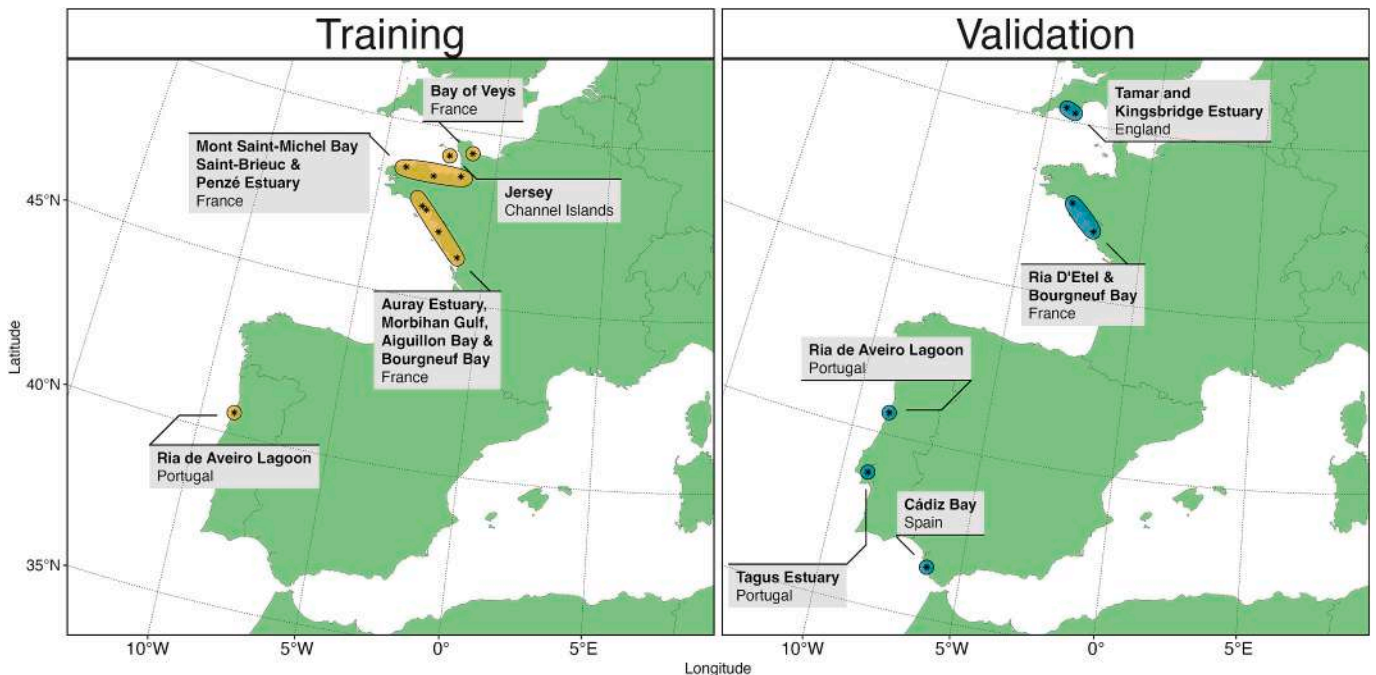 Training
Validation
Bay of Veys
France
Mont Saint-Michel Bay
Saint-Brieuc &
Penzé Estuary
France
Jersey
Channel Islands
Auray Estuary,
Morbihan Gulf,
Aiguillon Bay &
Bourgneuf Bay
France
Ria de Aveiro Lagoon
Portugal
Tamar and
Kingsbridge Estuary
England
Ria D'Etel &
Bourgneuf Bay
France
Ria de Aveiro Lagoon
Portugal
Cádiz Bay
Spain
Tagus Estuary
Portugal
Latitude
45°N
40°N
35°N
10°W
5°W
0°
5°E
10°W
5°W
0°
5°E
Longitude